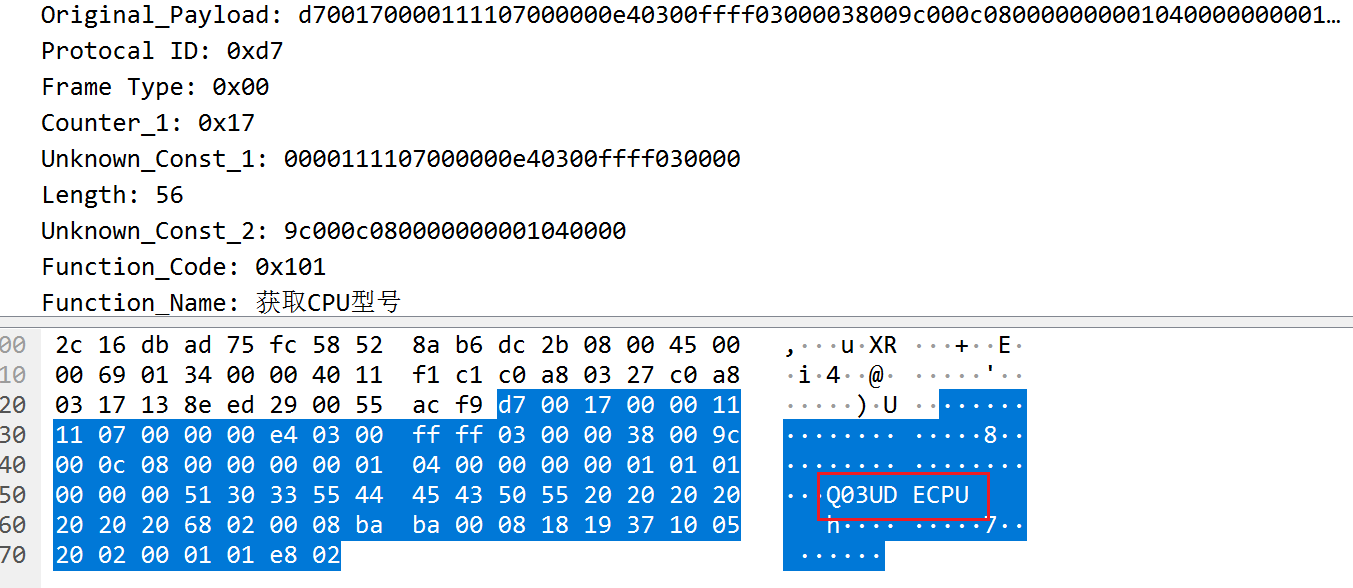 Original_Payload: d70017000011110700000​0e40300ffff03000038009c000c080000000001040000000001…
Protocal ID: 0xd7
Frame Type: 0x00
Counter_1: 0x17
Unknown_Const_1: 0000111107000000e40300ffff030000
Length: 56
Unknown_Const_2: 9c000c080000000001040000
Function_Code: 0x101
Function_Name: 获取CPU型号
00 2c 16 db ad 75 fc 58 52 8a b6 dc 2b 08 00 45 00 ,···u·XR ···+··E·
10 00 69 01 34 00 00 40 11 f1 c1 c0 a8 03 27 c0 a8 ·i·4··@· ·····'··
20 03 17 13 8e ed 29 00 55 ac f9 d7 00 17 00 00 11 ·····)·U ········
30 11 07 00 00 00 e4 03 00 ff ff 03 00 00 38 00 9c ········ ·····8··
40 00 0c 08 00 00 00 00 01 04 00 00 00 00 01 01 01 ········ ········
50 00 00 00 51 30 33 55 44 45 43 50 55 20 20 20 20 ···Q03UD ECPU
60 20 20 20 68 02 00 08 ba ba 00 08 18 19 37 10 05 h···· ·····7··
70 20 02 00 01 01 e8 02 ······